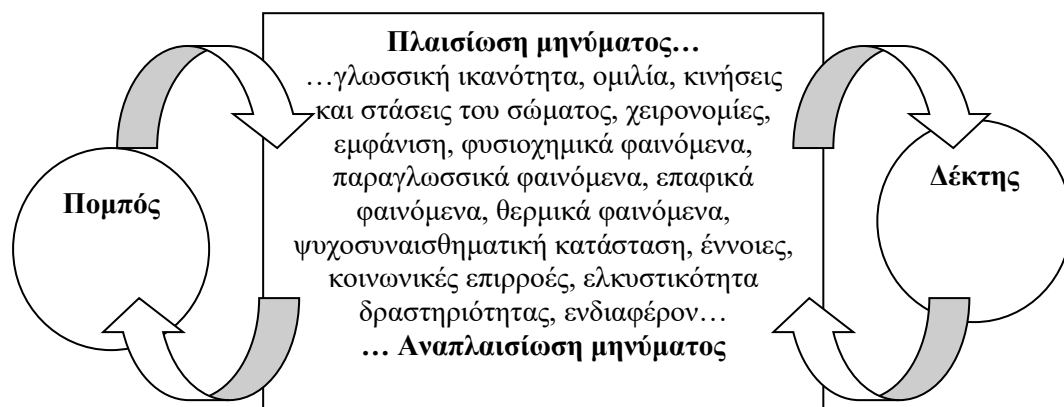 Πλαισίωση μηνύματος…
…γλωσσική ικανότητα, ομιλία, κινήσεις
και στάσεις του σώματος, χειρονομίες,
εμφάνιση, φυσιοχημικά φαινόμενα,
παραγλωσσικά φαινόμενα, επαφικά
φαινόμενα, θερμικά φαινόμενα,
ψυχοσυναισθηματική κατάσταση, έννοιες,
κοινωνικές επιρροές, ελκυστικότητα
δραστηριότητας, ενδιαφέρον…
… Αναπλαισίωση μηνύματος
Πομπός
Δέκτης